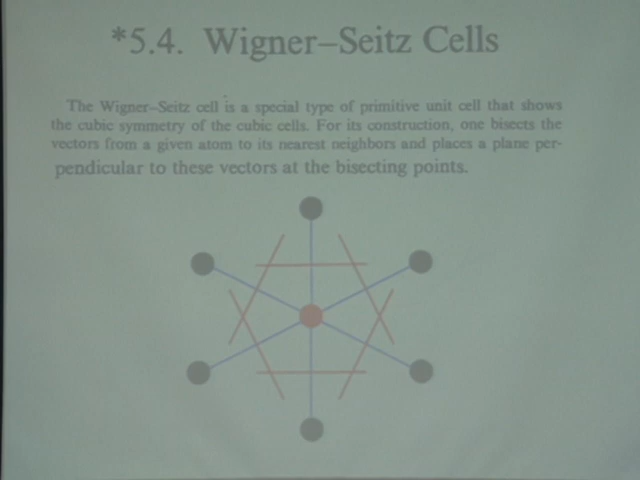 *5.4. Wigner–Seitz Cells
The Wigner–Seitz cell is a special type of primitive unit cell that shows
the cubic symmetry of the cubic cells. For its construction, one bisects the
vectors from a given atom to its nearest neighbors and places a plane per-
pendicular to these vectors at the bisecting points.